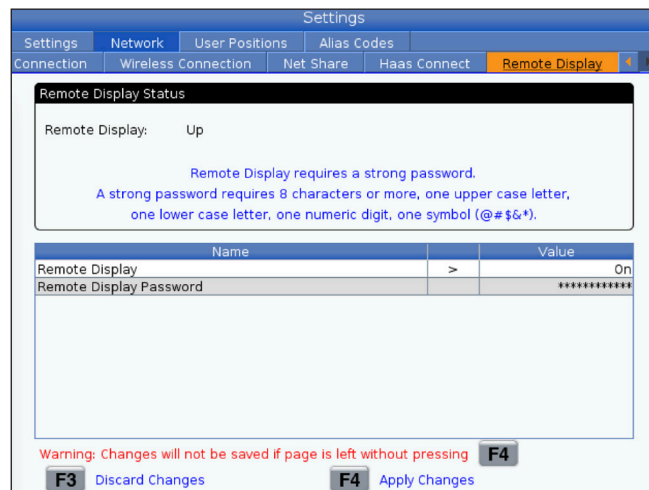 Settings
Settings Network User Positions Alias Codes
Connection Wireless Connection Net Share Haas Connect Remote Display
Remote Display Status
Remote Display: Up
Remote Display requires a strong password.
A strong password requires 8 characters or more, one upper case letter,
one lower case letter, one numeric digit, one symbol (@#$&*).
Name Value
Remote Display > On
Remote Display Password ************
Warning: Changes will not be saved if page is left without pressing F4
F3 Discard Changes F4 Apply Changes